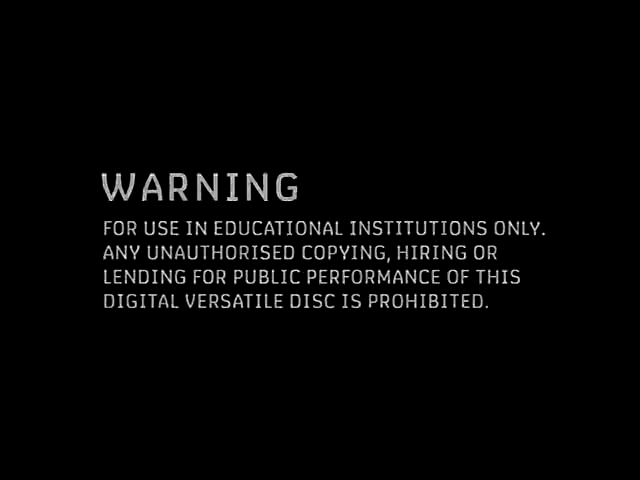 WARNING
FOR USE IN EDUCATIONAL INSTITUTIONS ONLY.
ANY UNAUTHORISED COPYING, HIRING OR
LENDING FOR PUBLIC PERFORMANCE OF THIS
DIGITAL VERSATILE DISC IS PROHIBITED.